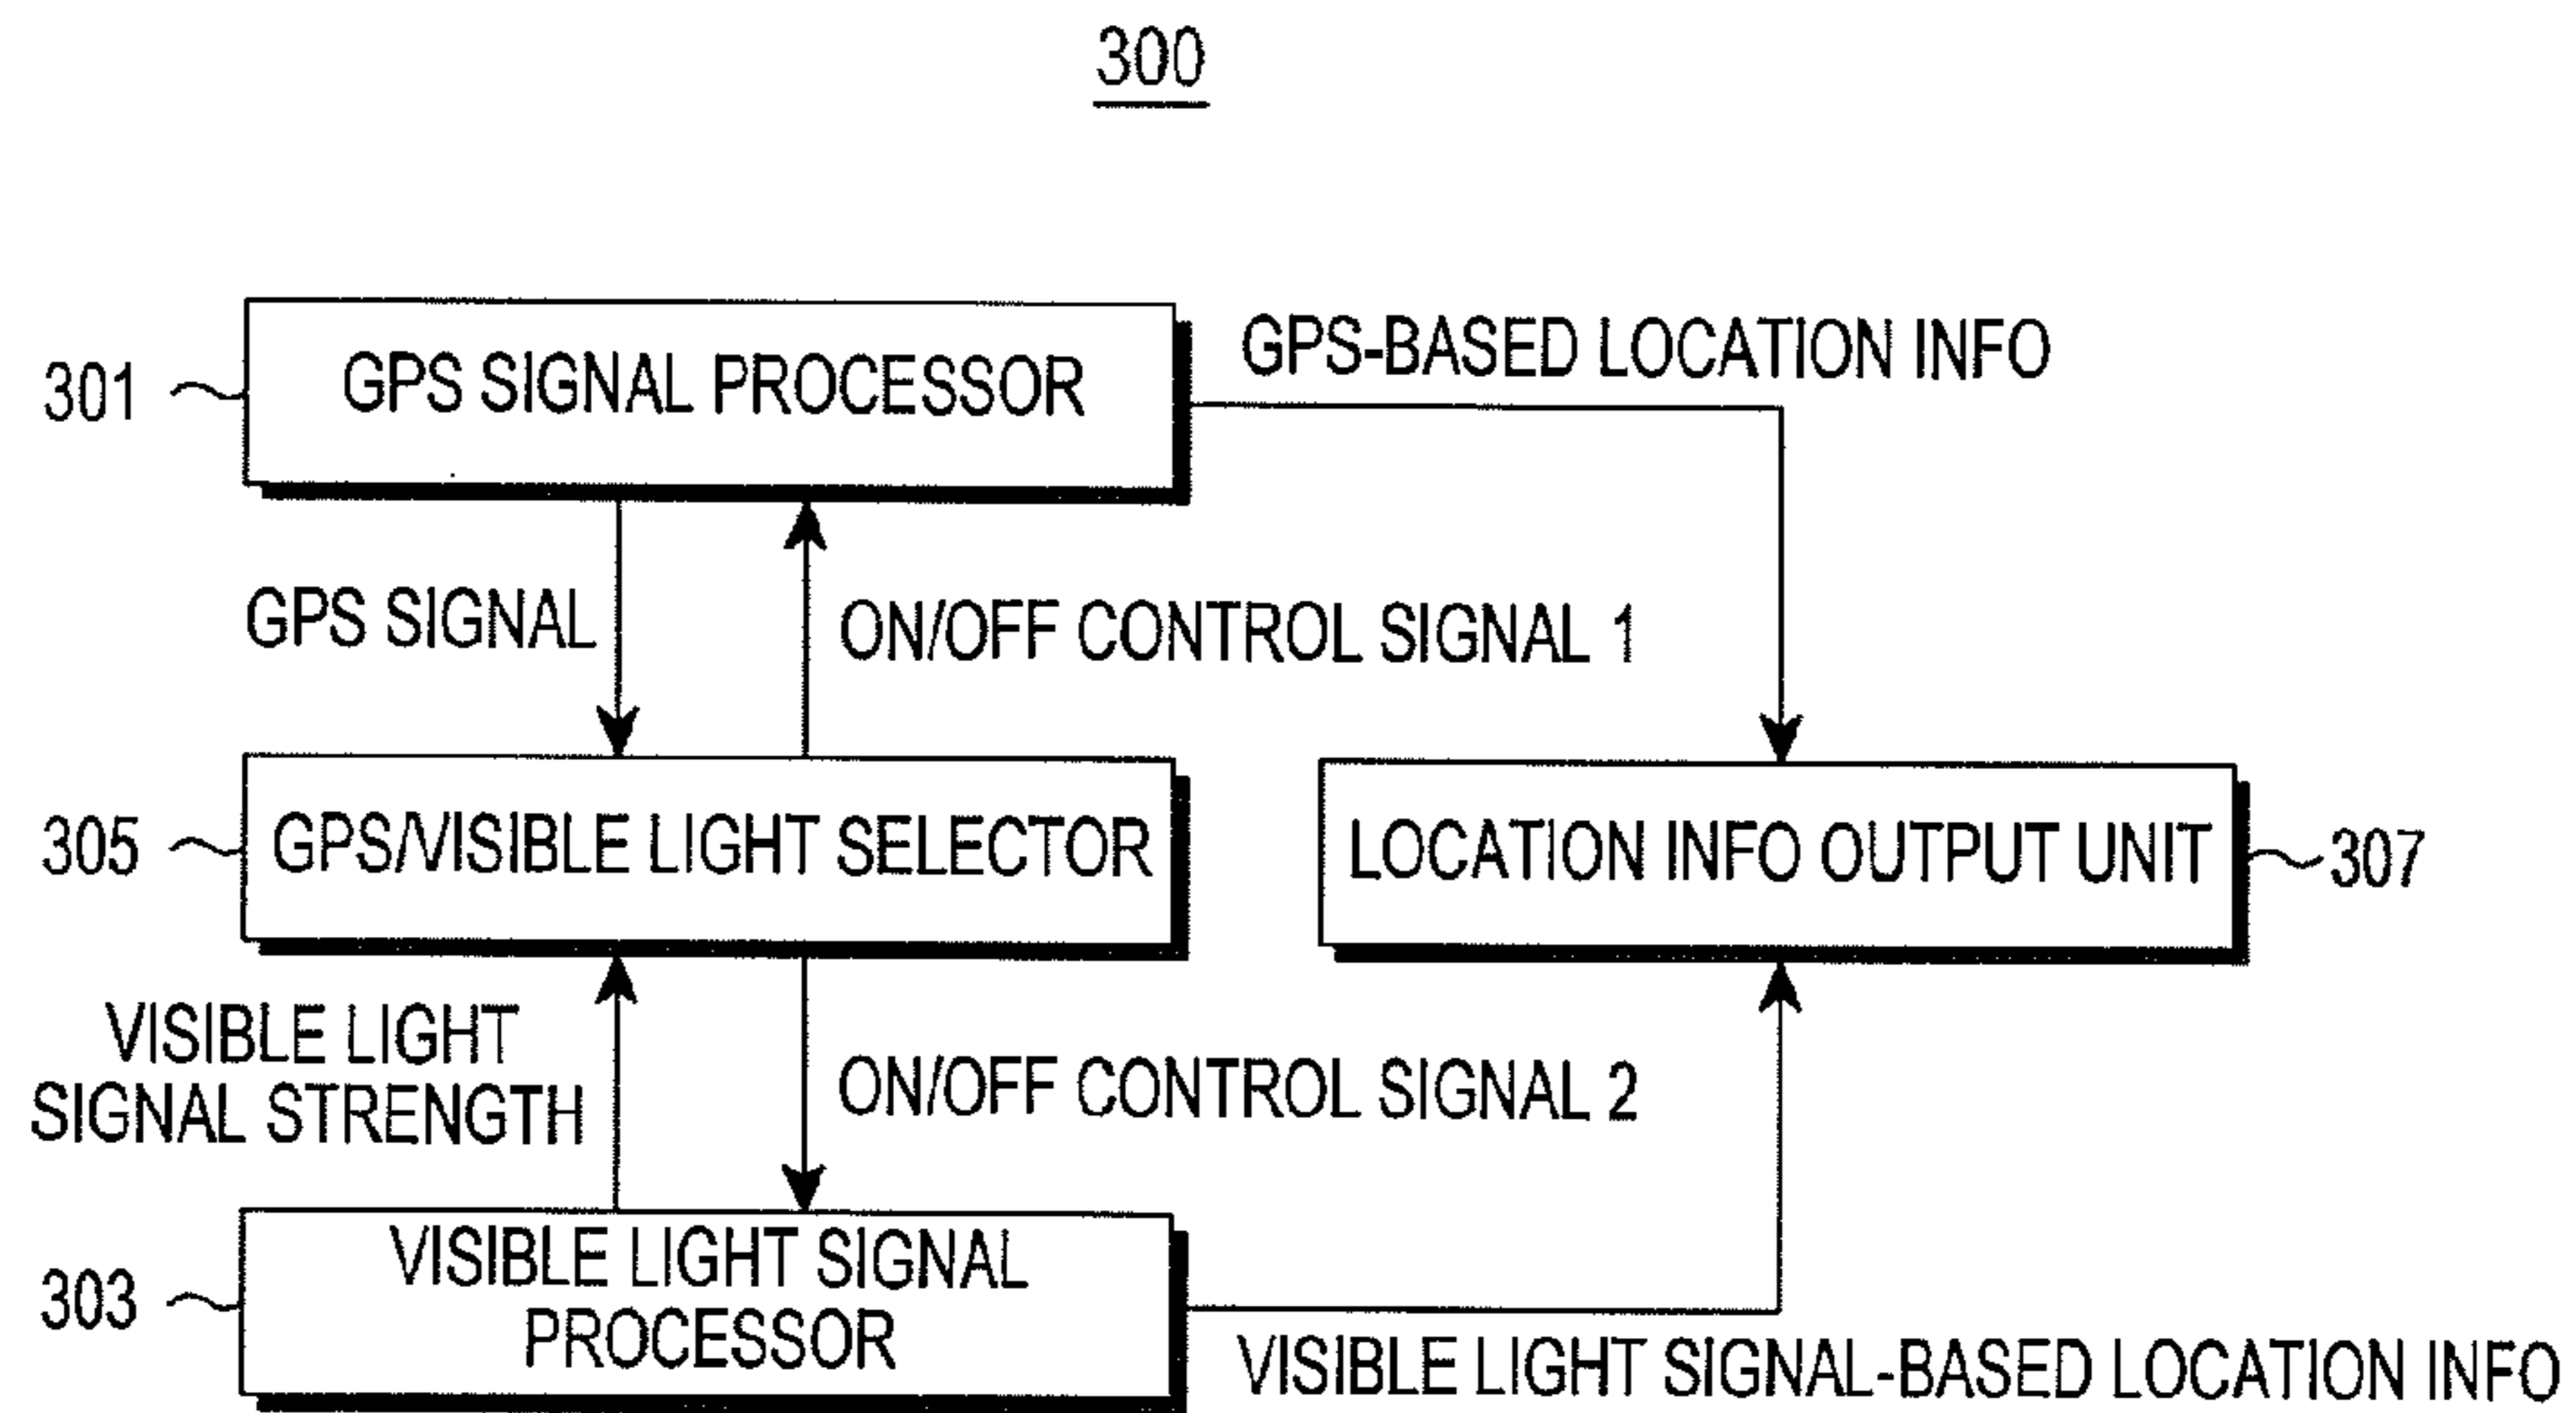 300
301
GPS SIGNAL PROCESSOR
GPS-BASED LOCATION INFO
GPS SIGNAL
ON/OFF CONTROL SIGNAL 1
305
GPS/VISIBLE LIGHT SELECTOR
LOCATION INFO OUTPUT UNIT
307
VISIBLE LIGHT
SIGNAL STRENGTH
ON/OFF CONTROL SIGNAL 2
303
VISIBLE LIGHT SIGNAL
PROCESSOR
VISIBLE LIGHT SIGNAL-BASED LOCATION INFO